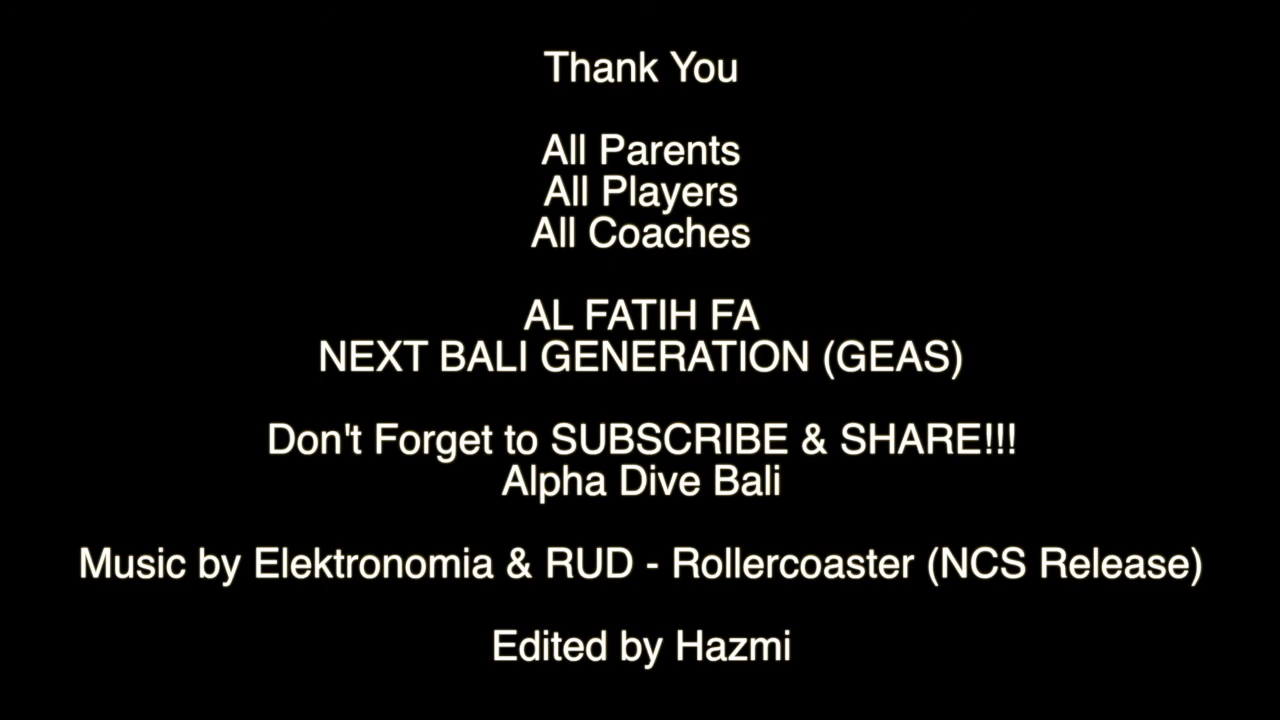 Thank You
All Parents
All Players
All Coaches
AL FATIH FA
NEXT BALI GENERATION (GEAS)
Don't Forget to SUBSCRIBE & SHARE!!!
Alpha Dive Bali
Music by Elektronomia & RUD - Rollercoaster (NCS Release)
Edited by Hazmi